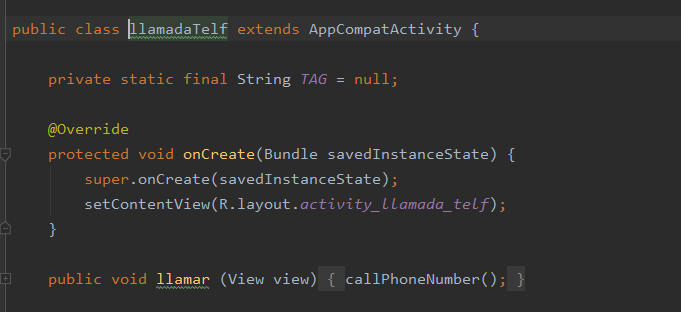 public class llamadaTelf extends AppCompatActivity {
private static final String TAG = null;
@Override
protected void onCreate(Bundle savedInstanceState) {
super.onCreate(savedInstanceState);
setContentView(R.layout.activity_llamada_telf);
}
public void llamar (View view) { callPhoneNumber(); }